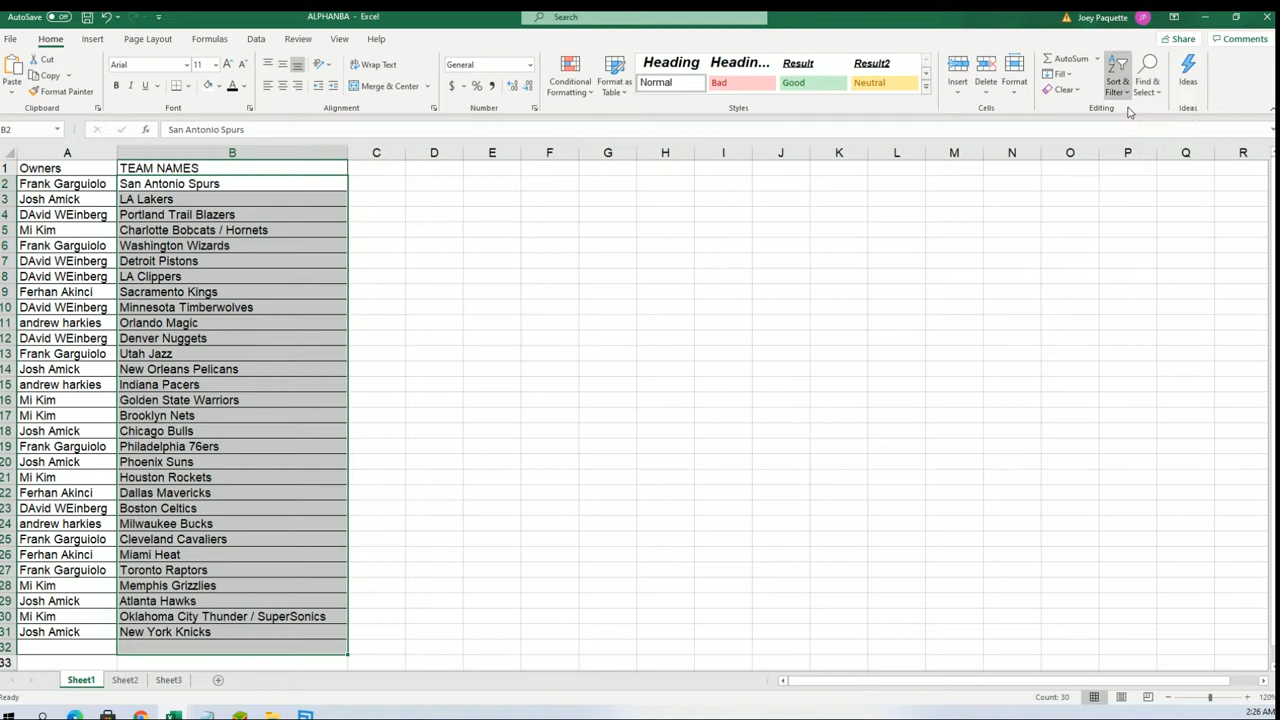 AutoSave Off
ALPHANBA - Excel
Search
Joey Paquette JP
File Home Insert Page Layout Formulas Data Review View Help
Share Comments
Paste
Cut
Copy
Format Painter
Clipboard
Arial 11
B I U
Font
Wrap Text
Merge & Center
Alignment
General
$ % ,
Number
Conditional Formatting
Format as Table
Heading Headin... Result Result2
Normal Bad Good Neutral
Styles
Insert Delete Format
Cells
AutoSum
Fill
Clear
Sort & Filter
Find & Select
Editing
Ideas
Ideas
B2 fx San Antonio Spurs
A B C D E F G H I J K L M N O P Q R
1 Owners TEAM NAMES
2 Frank Garguiolo San Antonio Spurs
3 Josh Amick LA Lakers
4 DAvid WEinberg Portland Trail Blazers
5 Mi Kim Charlotte Bobcats / Hornets
6 Frank Garguiolo Washington Wizards
7 DAvid WEinberg Detroit Pistons
8 DAvid WEinberg LA Clippers
9 Ferhan Akinci Sacramento Kings
10 DAvid WEinberg Minnesota Timberwolves
11 andrew harkies Orlando Magic
12 DAvid WEinberg Denver Nuggets
13 Frank Garguiolo Utah Jazz
14 Josh Amick New Orleans Pelicans
15 andrew harkies Indiana Pacers
16 Mi Kim Golden State Warriors
17 Mi Kim Brooklyn Nets
18 Josh Amick Chicago Bulls
19 Frank Garguiolo Philadelphia 76ers
20 Josh Amick Phoenix Suns
21 Mi Kim Houston Rockets
22 Ferhan Akinci Dallas Mavericks
23 DAvid WEinberg Boston Celtics
24 andrew harkies Milwaukee Bucks
25 Frank Garguiolo Cleveland Cavaliers
26 Ferhan Akinci Miami Heat
27 Frank Garguiolo Toronto Raptors
28 Mi Kim Memphis Grizzlies
29 Josh Amick Atlanta Hawks
30 Mi Kim Oklahoma City Thunder / SuperSonics
31 Josh Amick New York Knicks
32
33
Sheet1 Sheet2 Sheet3
Ready
Count: 30
120%
2:26 AM